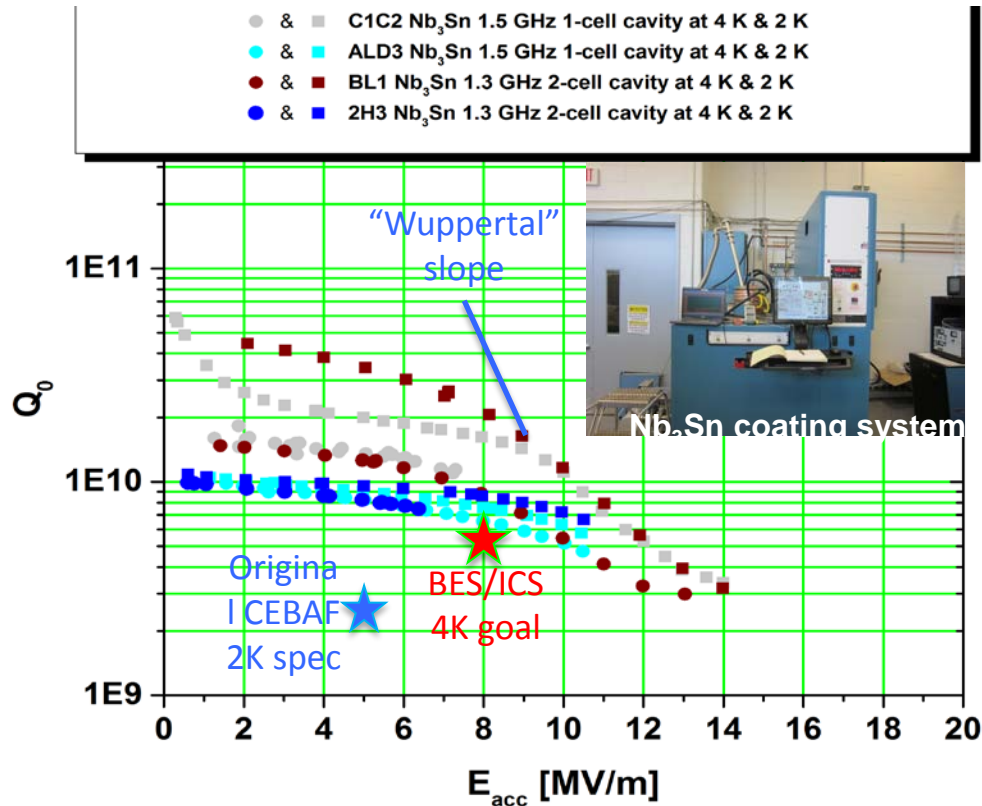 & C1C2 Nb₃Sn 1.5 GHz 1-cell cavity at 4 K & 2 K
& ALD3 Nb₃Sn 1.5 GHz 1-cell cavity at 4 K & 2 K
& BL1 Nb₃Sn 1.3 GHz 2-cell cavity at 4 K & 2 K
& 2H3 Nb₃Sn 1.3 GHz 2-cell cavity at 4 K & 2 K
“Wuppertal”
slope
1E11
Q₀
Nb₃Sn coating system
1E10
Origina
l CEBAF
2K spec
BES/ICS
4K goal
1E9
0 2 4 6 8 10 12 14 16 18 20
E_acc [MV/m]